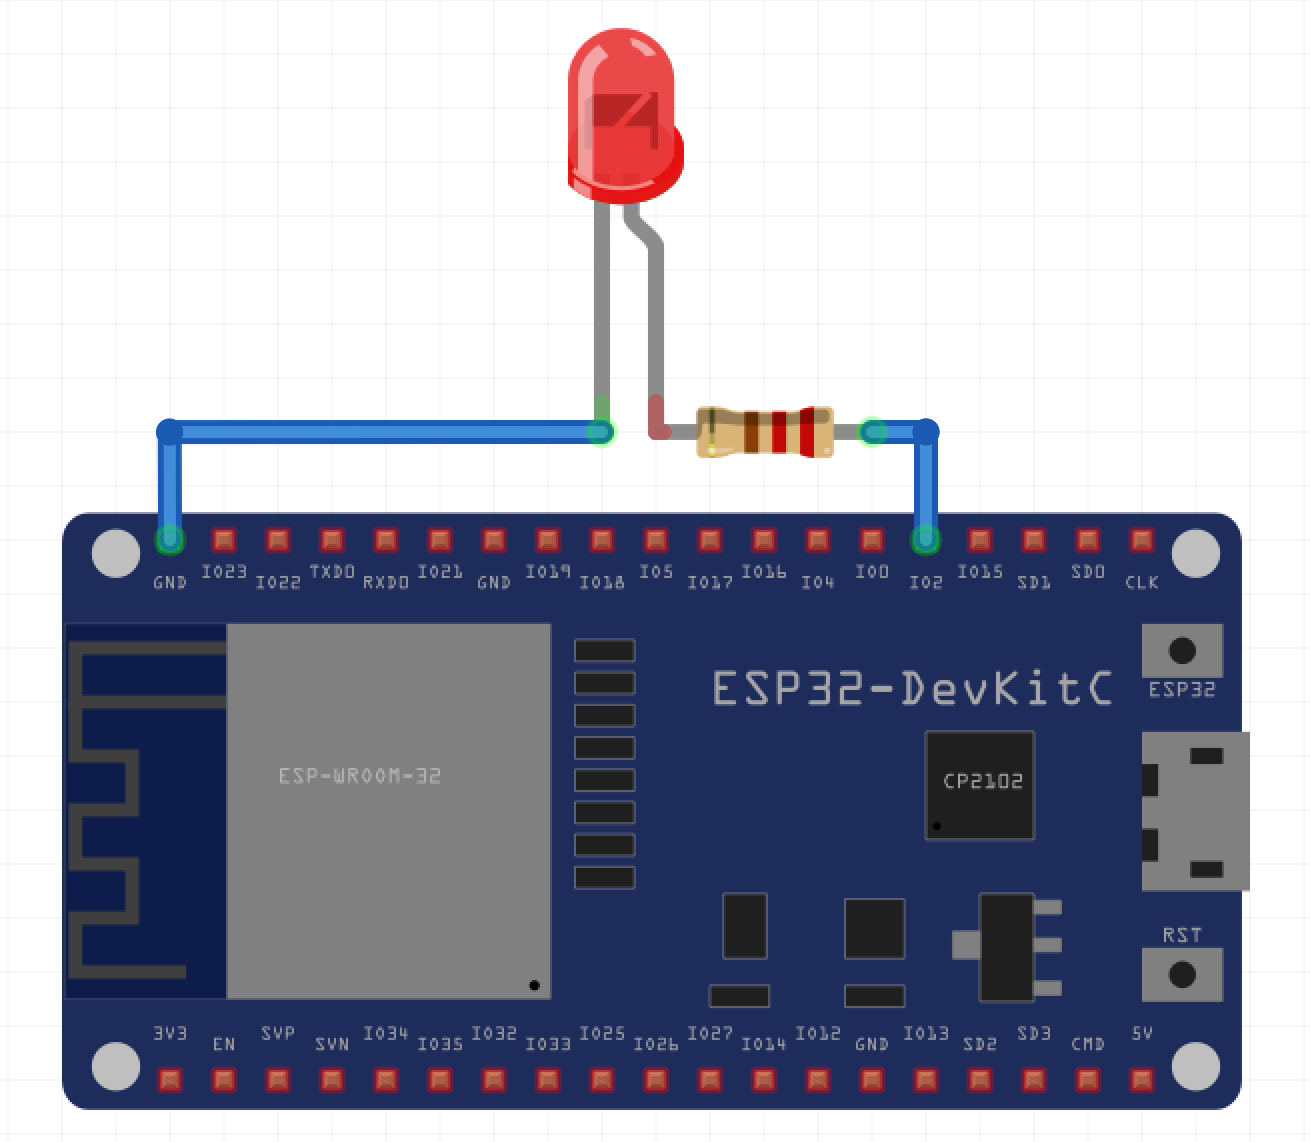 GND IO23 IO22 TXD0 RXD0 IO21 GND IO19 IO18 IO5 IO17 IO16 IO4 IO0 IO2 IO15 SD1 SD0 CLK
ESP32-DevKitC
ESP32
ESP-WROOM-32
CP2102
RST
3V3 EN SVP SVN IO34 IO35 IO32 IO33 IO25 IO26 IO27 IO14 IO12 GND IO13 SD2 SD3 CMD 5V